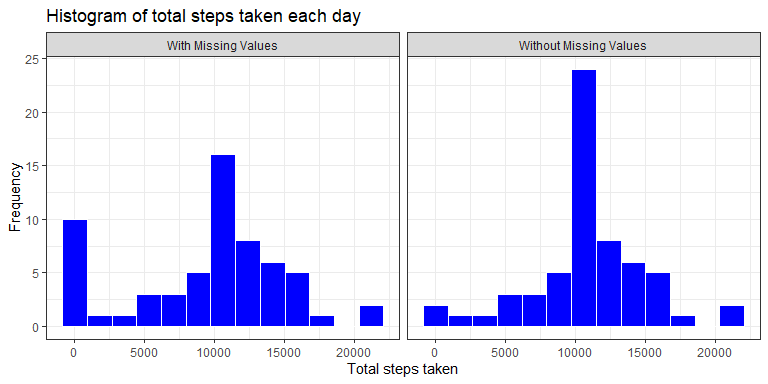 Histogram of total steps taken each day
With Missing Values
Without Missing Values
Frequency
25
20
15
10
5
0
0 5000 10000 15000 20000
0 5000 10000 15000 20000
Total steps taken